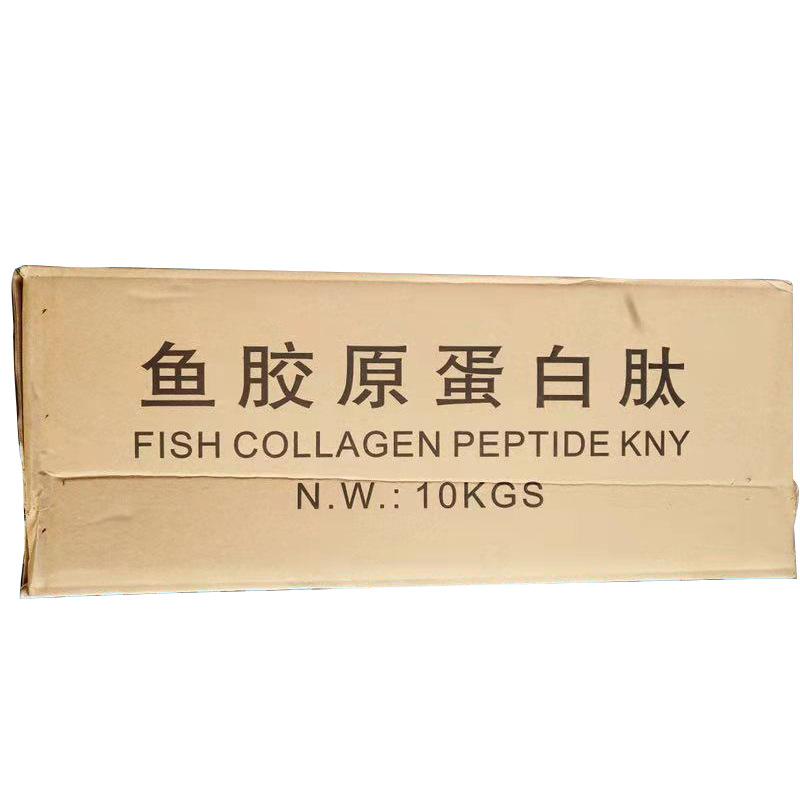 鱼胶原蛋白肽
FISH COLLAGEN PEPTIDE KNY
N.W.: 10KGS